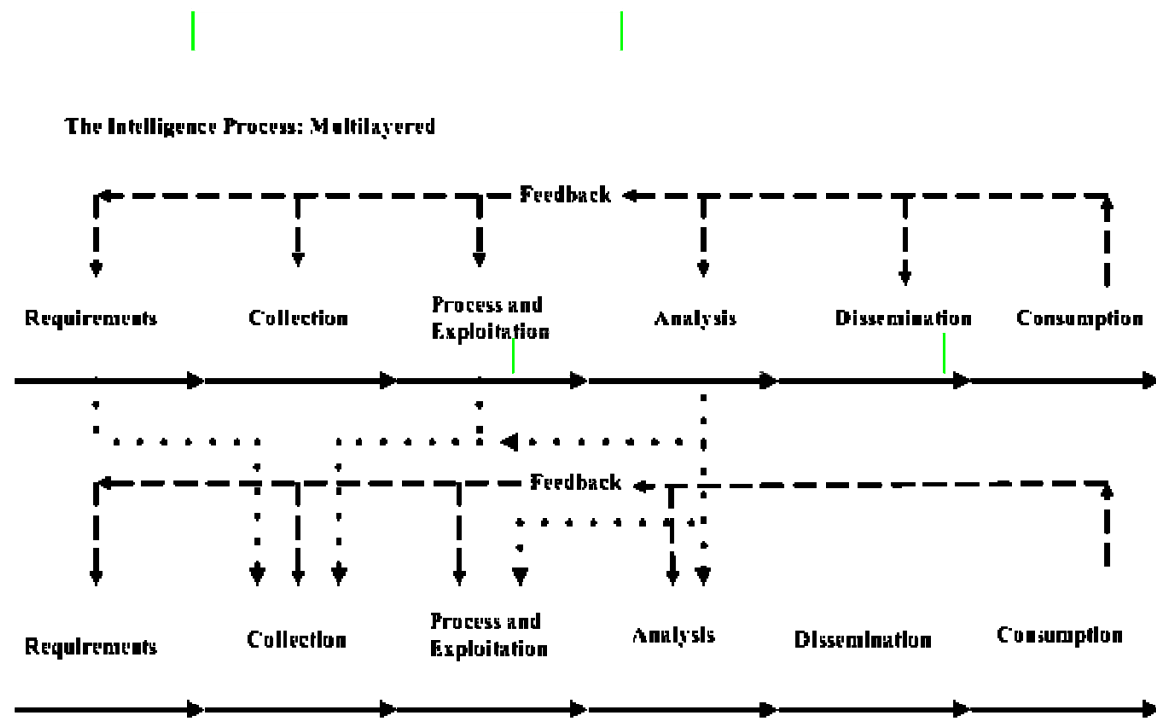 The Intelligence Process: Multilayered
Feedback
Requirements
Collection
Process and
Exploitation
Analysis
Dissemination
Consumption
Feedback
Requirements
Collection
Process and
Exploitation
Analysis
Dissemination
Consumption